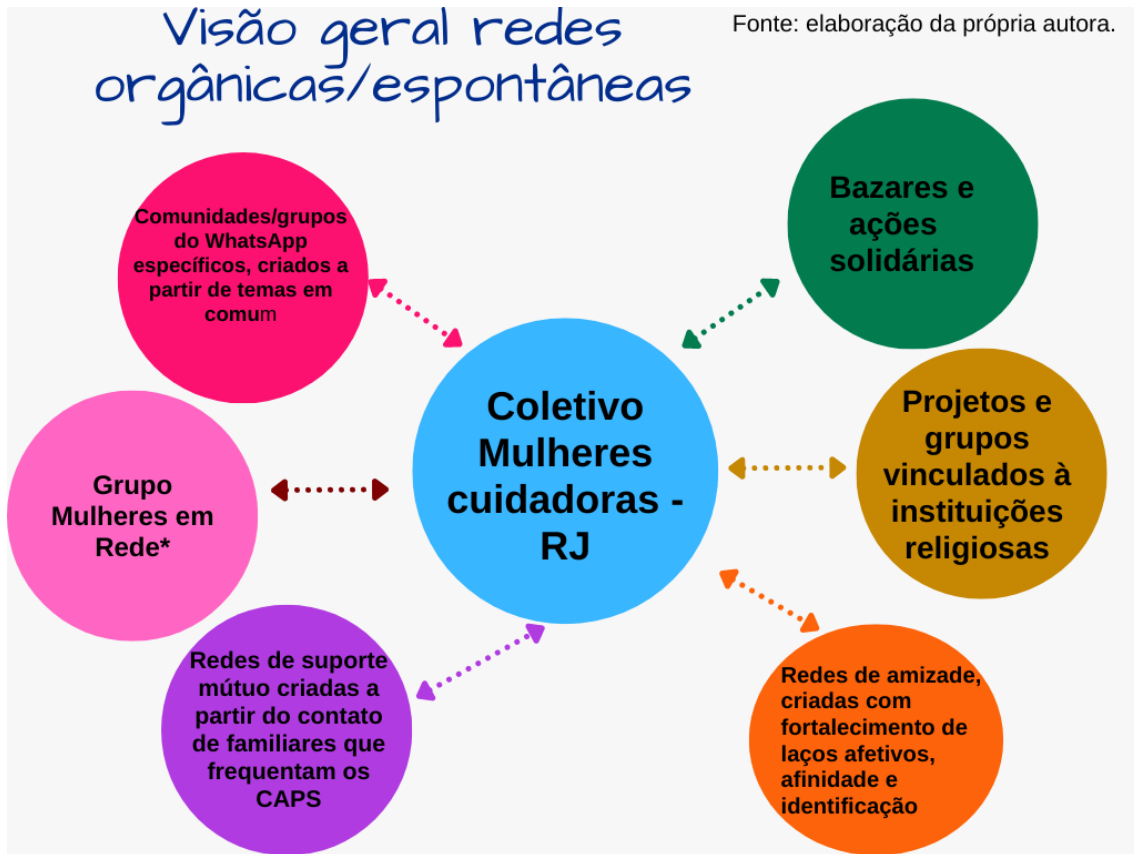 Visão geral redes
orgânicas/espontâneas
Fonte: elaboração da própria autora.
Comunidades/grupos
do WhatsApp
específicos, criados a
partir de temas em
comum
Bazares e
ações
solidárias
Coletivo
Mulheres
cuidadoras -
RJ
Projetos e
grupos
vinculados à
instituições
religiosas
Grupo
Mulheres em
Rede*
Redes de suporte
mútuo criadas a
partir do contato
de familiares que
frequentam os
CAPS
Redes de amizade,
criadas com
fortalecimento de
laços afetivos,
afinidade e
identificação